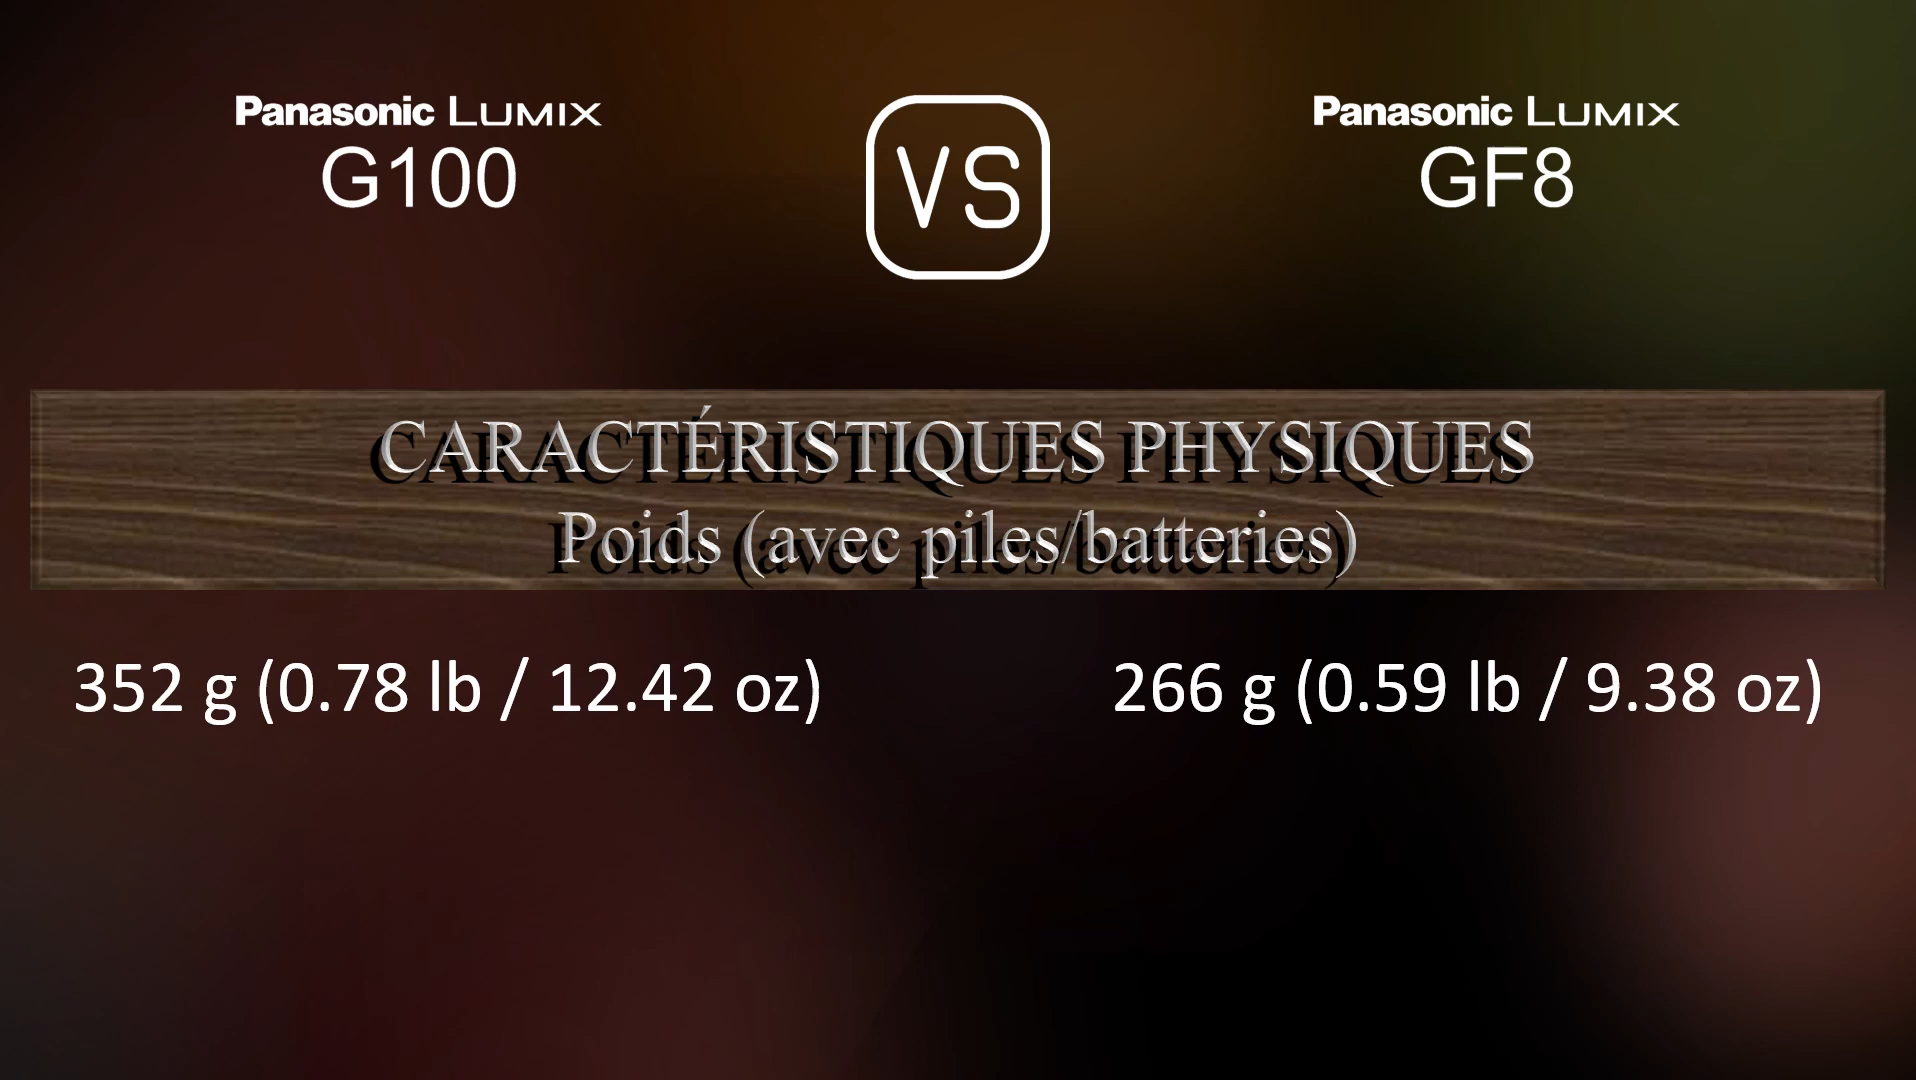 Panasonic LUMIX
G100
VS
Panasonic LUMIX
GF8
CARACTÉRISTIQUES PHYSIQUES
Poids (avec piles/batteries)
352 g (0.78 lb / 12.42 oz)
266 g (0.59 lb / 9.38 oz)